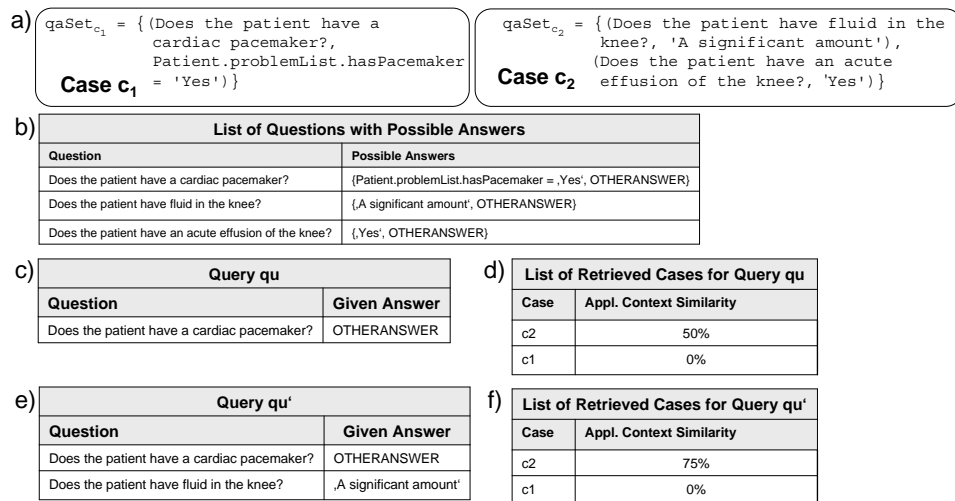 a)
qaSet_c1 = {(Does the patient have a
cardiac pacemaker?,
Patient.problemList.hasPacemaker
Case c1 = 'Yes')}
qaSet_c2 = {(Does the patient have fluid in the
knee?, 'A significant amount'),
(Does the patient have an acute
Case c2 effusion of the knee?, 'Yes')}
b)
List of Questions with Possible Answers
Question Possible Answers
Does the patient have a cardiac pacemaker? {Patient.problemList.hasPacemaker = ‚Yes‘, OTHERANSWER}
Does the patient have fluid in the knee? {‚A significant amount‘, OTHERANSWER}
Does the patient have an acute effusion of the knee? {‚Yes‘, OTHERANSWER}
c)
Query qu
Question Given Answer
Does the patient have a cardiac pacemaker? OTHERANSWER
d)
List of Retrieved Cases for Query qu
Case Appl. Context Similarity
c2 50%
c1 0%
e)
Query qu‘
Question Given Answer
Does the patient have a cardiac pacemaker? OTHERANSWER
Does the patient have fluid in the knee? ‚A significant amount‘
f)
List of Retrieved Cases for Query qu‘
Case Appl. Context Similarity
c2 75%
c1 0%